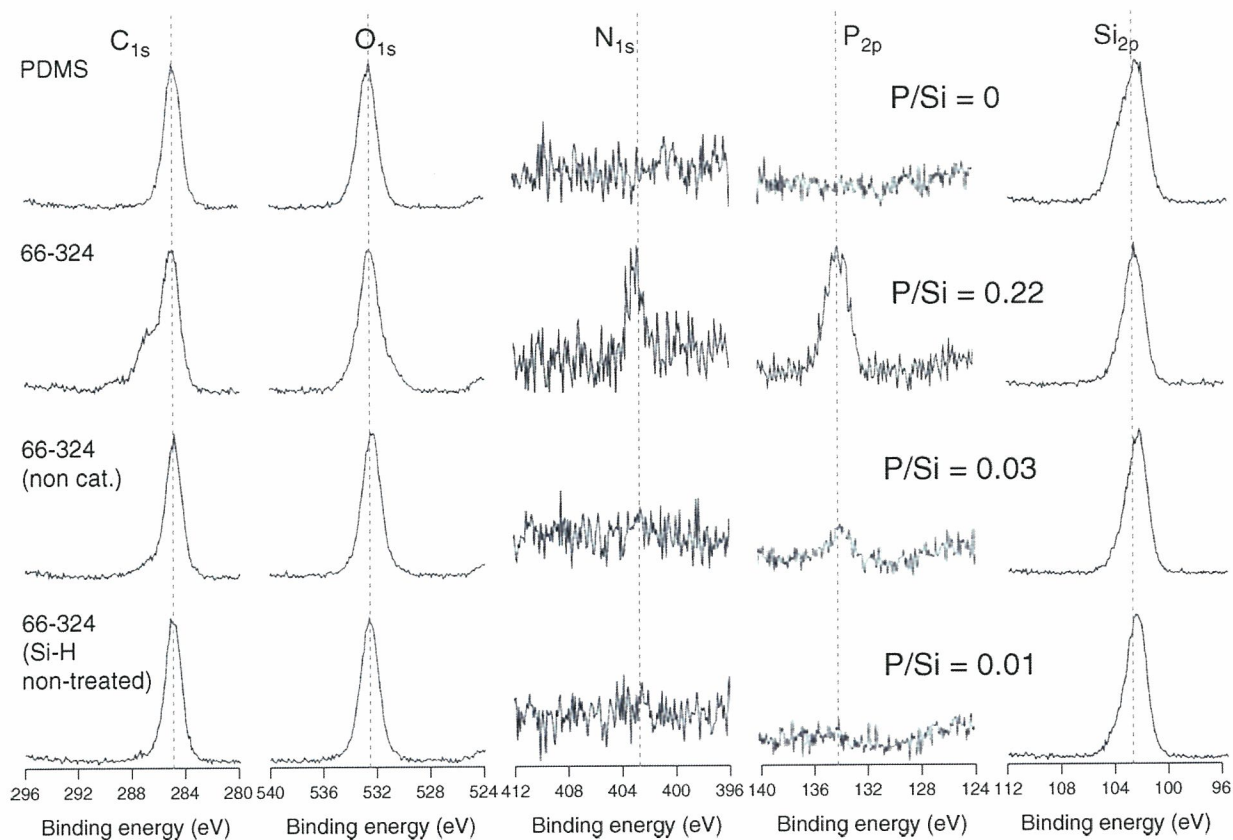 C1s
O1s
N1s
P2p
Si2p
PDMS
P/Si = 0
66-324
P/Si = 0.22
66-324
(non cat.)
P/Si = 0.03
66-324
(Si-H
non-treated)
P/Si = 0.01
296 292 288 284 280
540 536 532 528 524
412 408 404 400 396
140 136 132 128 124
112 108 104 100 96
Binding energy (eV)
Binding energy (eV)
Binding energy (eV)
Binding energy (eV)
Binding energy (eV)